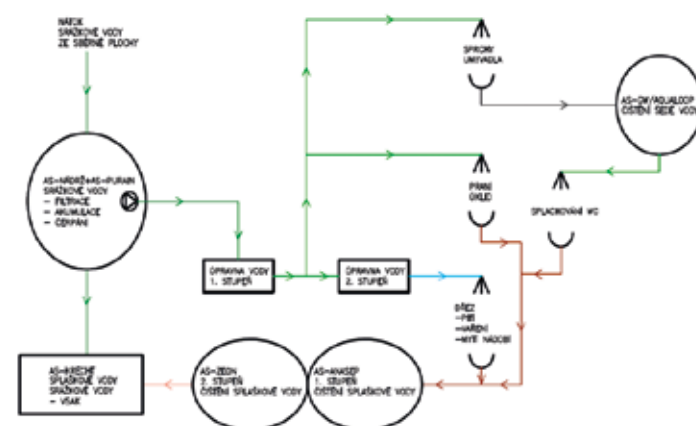 NÁTOK
SRÁŽKOVÉ VODY
ZE SBĚRNÉ PLOCHY
SPRCHY
UMYVADLA
AS-GW/AQUALOOP
ČIŠTĚNÍ ŠEDÉ VODY
AS-NÁDRŽ+AS-PURAIN
SRÁŽKOVÉ VODY
- FILTRACE
- AKUMULACE
- ČERPÁNÍ
PRANÍ
ÚKLID
SPLACHOVÁNÍ WC
ÚPRAVNA VODY
1. STUPEŇ
ÚPRAVNA VODY
2. STUPEŇ
DŘEZ
-PITÍ
-VAŘENÍ
-MYTÍ NÁDOBÍ
AS-KRECHT
SPLAŠKOVÉ VODY
SRÁŽKOVÉ VODY
- VSAK
AS-ZEON
2. STUPEŇ
ČIŠTĚNÍ SPLAŠKOVÉ VODY
AS-ANASEP
1. STUPEŇ
ČIŠTĚNÍ SPLAŠKOVÉ VODY